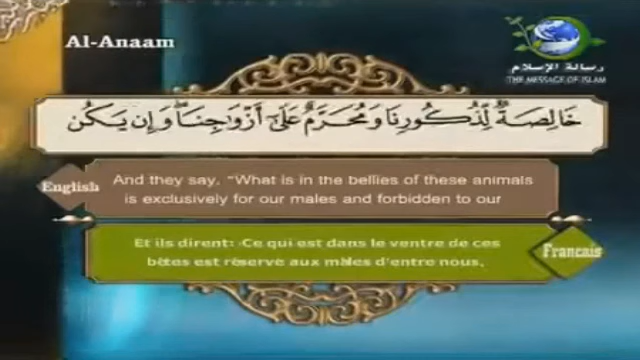 Al-Anaam
رسالة الإسلام
THE MESSAGE OF ISLAM
خَالِصَةٌ لِّذُكُورِنَا وَمُحَرَّمٌ عَلَىٰٓ أَزْوَٰجِنَا ۖ وَإِن يَكُن
English
And they say, "What is in the bellies of these animals
is exclusively for our males and forbidden to our
Et ils dirent: «Ce qui est dans le ventre de ces
bêtes est réservé aux mâles d'entre nous,
Francais